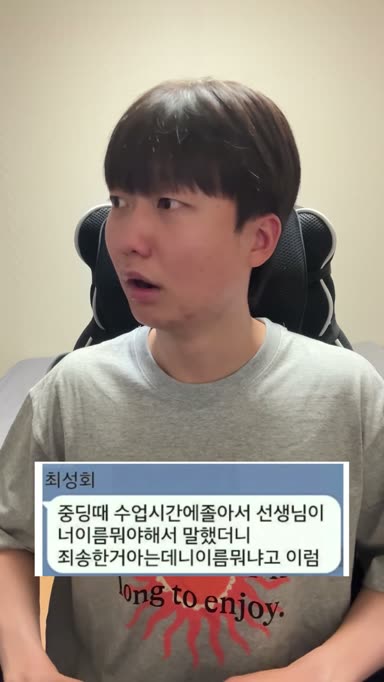 최성회
중딩때 수업시간에졸아서 선생님이
너이름뭐야해서 말했더니
죄송한거아는데니이름뭐냐고 이럼
long to enjoy.